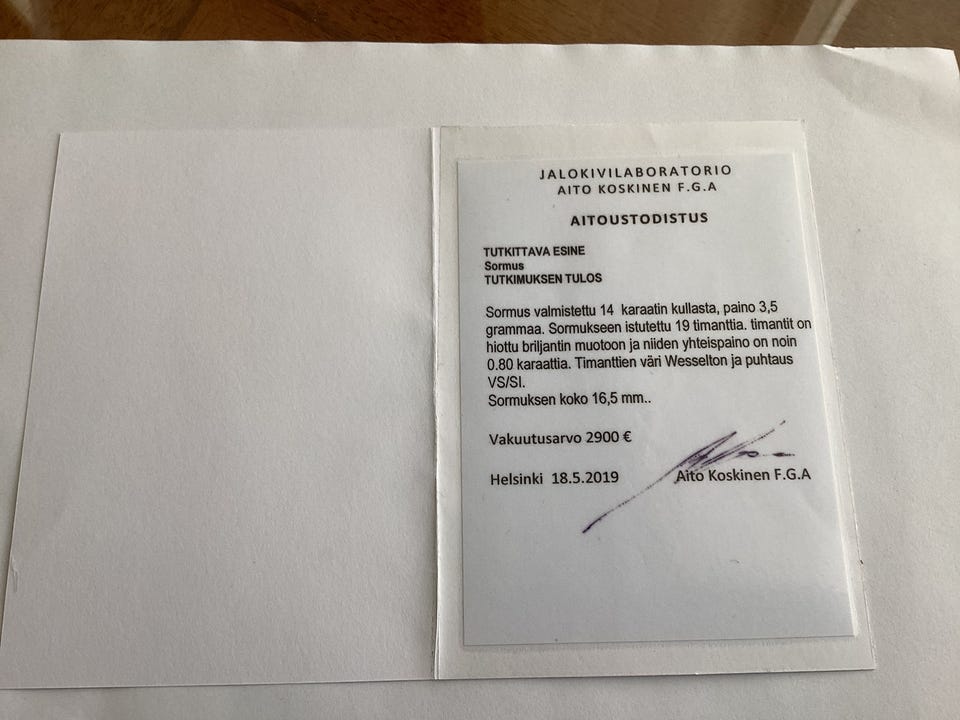 JALOKIVILABORATORIO
AITO KOSKINEN F.G.A
AITOUSTODISTUS
TUTKITTAVA ESINE
Sormus
TUTKIMUKSEN TULOS
Sormus valmistettu 14 karaatin kullasta, paino 3,5
grammaa. Sormukseen istutettu 19 timanttia. timantit on
hiottu briljantin muotoon ja niiden yhteispaino on noin
0.80 karaattia. Timanttien väri Wesselton ja puhtaus
VS/SI.
Sormuksen koko 16,5 mm..
Vakuutusarvo 2900 €
Helsinki 18.5.2019 Aito Koskinen F.G.A